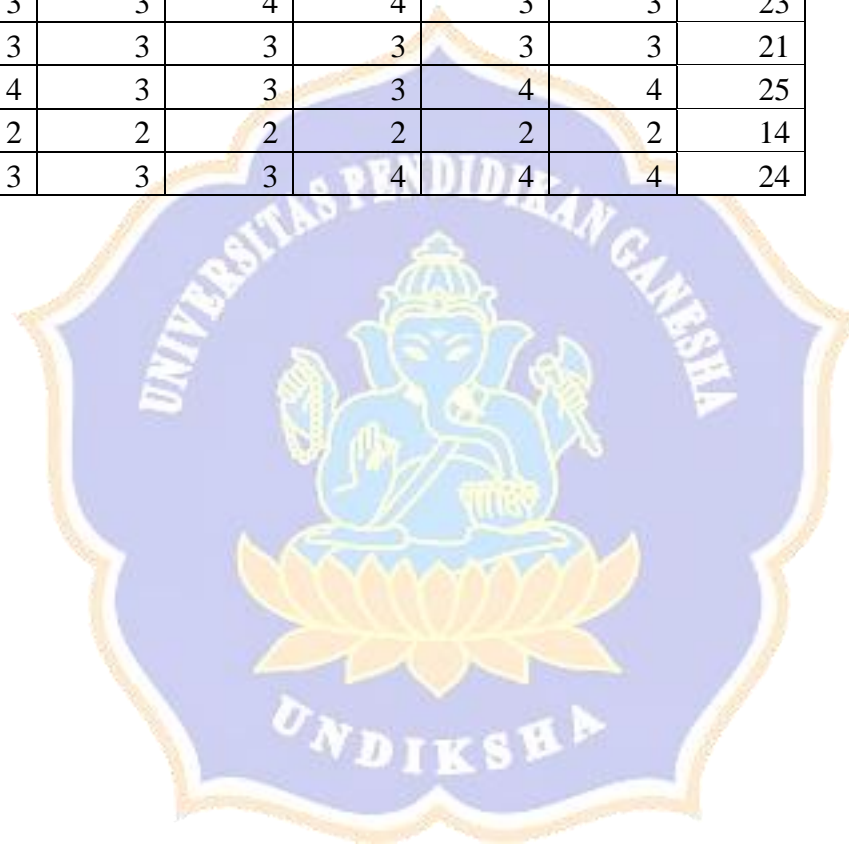 3 3 4 4 3 3 23
3 3 3 3 3 3 21
4 3 3 3 4 4 25
2 2 2 2 2 2 14
3 3 3 4 4 4 24
UNIVERSITAS PENDIDIKAN GANESHA
UNDIKSHA